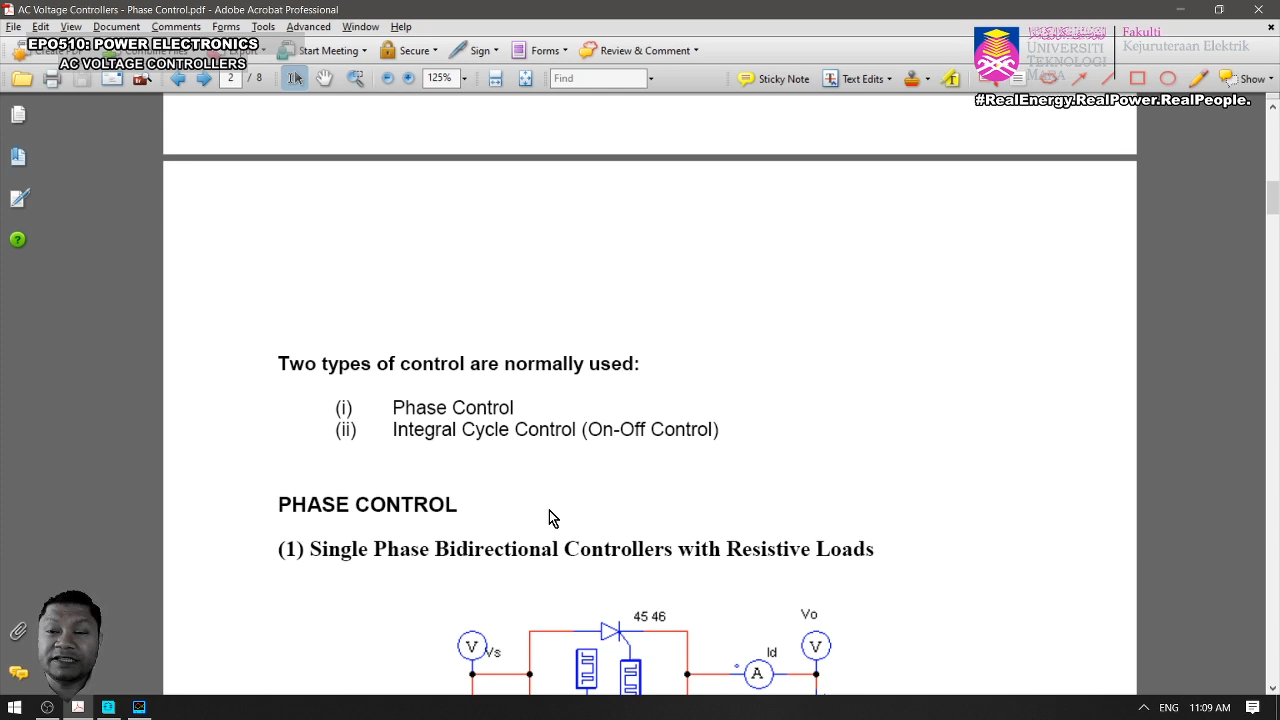 AC Voltage Controllers - Phase Control.pdf - Adobe Acrobat Professional
File Edit View Document Comments Forms Tools Advanced Window Help
EPO510: POWER ELECTRONICS
AC VOLTAGE CONTROLLERS
Start Meeting Secure Sign Forms Review & Comment
2 / 8 125% Find Sticky Note Text Edits Show
UNIVERSITI
TEKNOLOGI
MARA
Fakulti
Kejuruteraan Elektrik
#RealEnergy.RealPower.RealPeople.
Two types of control are normally used:
(i) Phase Control
(ii) Integral Cycle Control (On-Off Control)
PHASE CONTROL
(1) Single Phase Bidirectional Controllers with Resistive Loads
45 46
Vo
V Vs
V
Id
A
ENG 11:09 AM